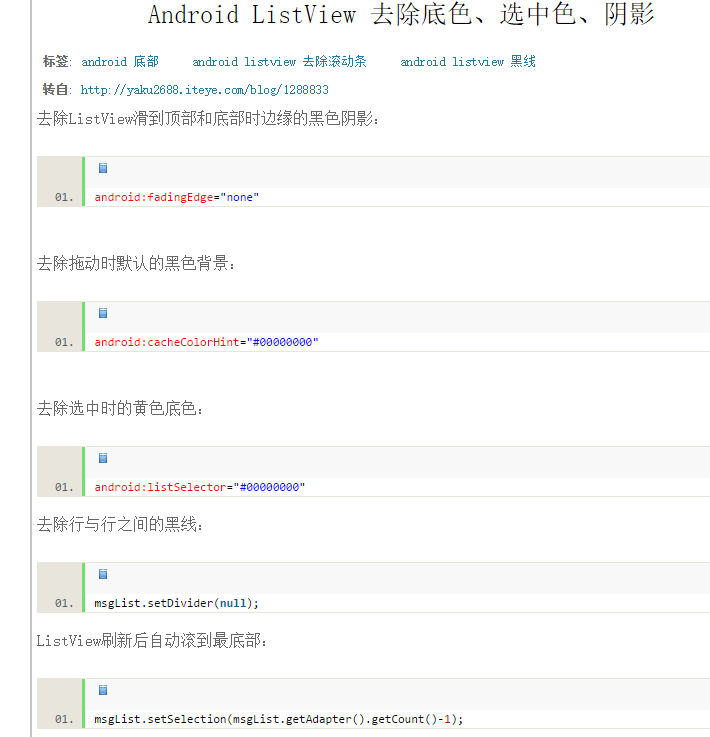 Android ListView 去除底色、选中色、阴影
标签: android 底部 android listview 去除滚动条 android listview 黑线
转自: http://yaku2688.iteye.com/blog/1288833
去除ListView滑到顶部和底部时边缘的黑色阴影:
01. android:fadingEdge="none"
去除拖动时默认的黑色背景:
01. android:cacheColorHint="#00000000"
去除选中时的黄色底色:
01. android:listSelector="#00000000"
去除行与行之间的黑线:
01. msgList.setDivider(null);
ListView刷新后自动滚到最底部:
01. msgList.setSelection(msgList.getAdapter().getCount()-1);